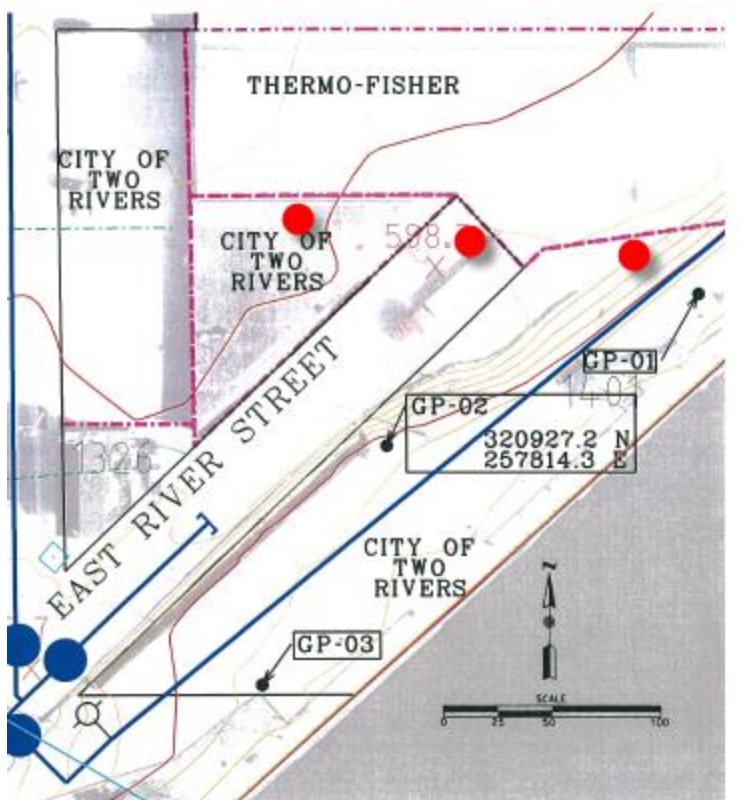 THERMO-FISHER
CITY OF
TWO
RIVERS
CITY OF
TWO
RIVERS
598.
GP-01
GP-02
320927.2 N
257814.3 E
1326
EAST RIVER STREET
CITY OF
TWO
RIVERS
N
GP-03
SCALE
0 25 50 100